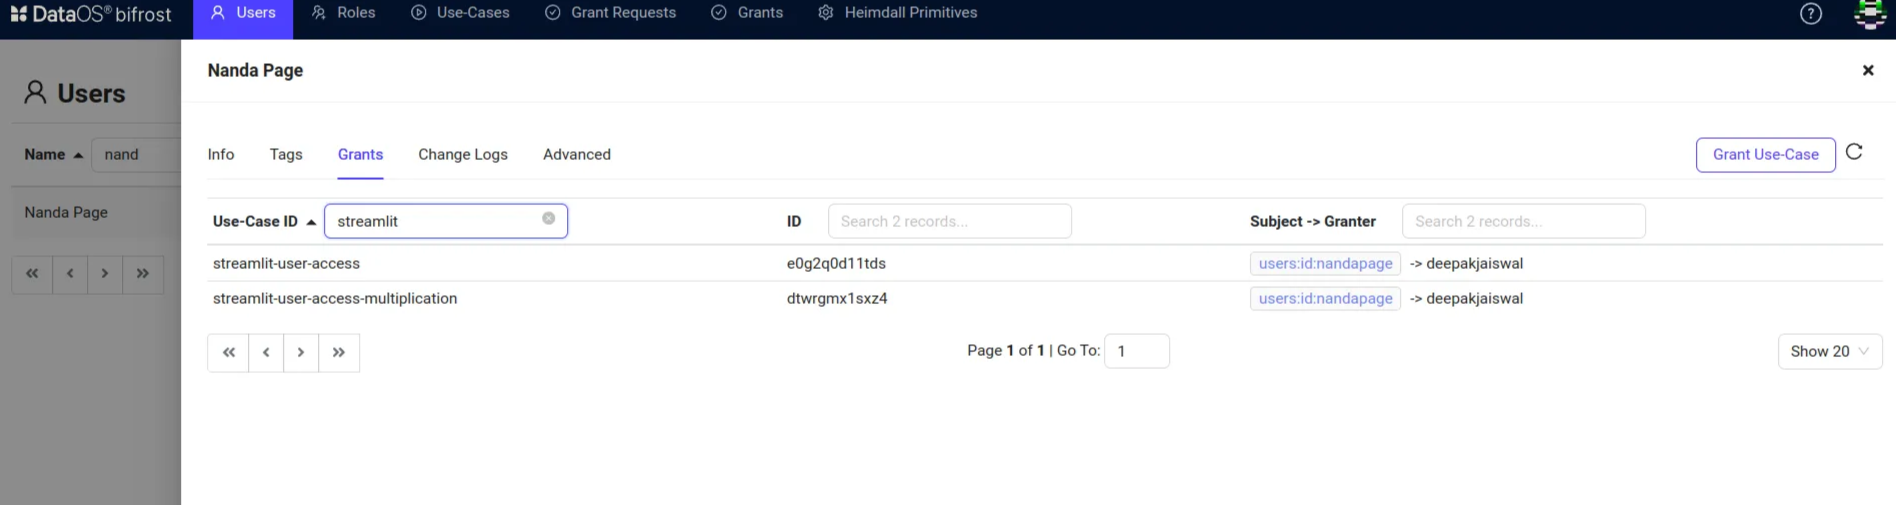 DataOS® bifrost Users Roles Use-Cases Grant Requests Grants Heimdall Primitives ?
Users
Name nand
Nanda Page
« ‹ › »
Nanda Page ×
Info Tags Grants Change Logs Advanced Grant Use-Case
Use-Case ID streamlit ID Search 2 records... Subject -> Granter Search 2 records...
streamlit-user-access e0g2q0d11tds users:id:nandapage -> deepakjaiswal
streamlit-user-access-multiplication dtwrgmx1sxz4 users:id:nandapage -> deepakjaiswal
« ‹ › » Page 1 of 1 | Go To: 1 Show 20